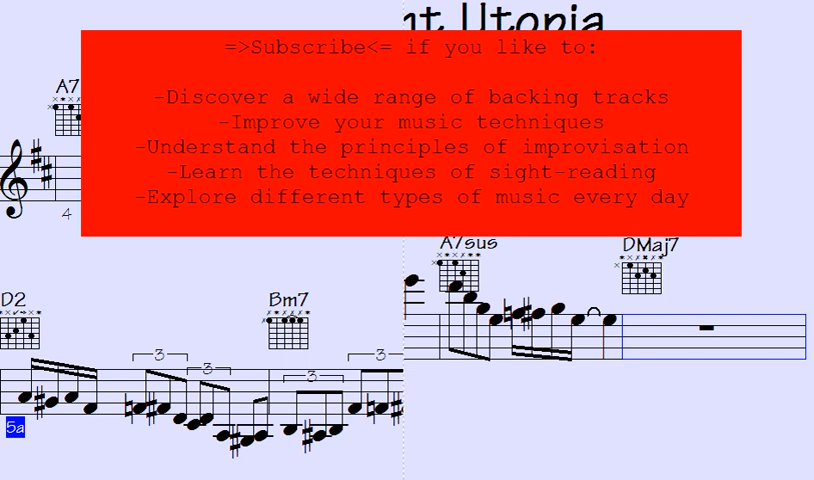 Utopia
=>Subscribe<= if you like to:
-Discover a wide range of backing tracks
-Improve your music techniques
-Understand the principles of improvisation
-Learn the techniques of sight-reading
-Explore different types of music every day
A7
4
A7sus
DMaj7
D2
Bm7
3
3
3
3
5a